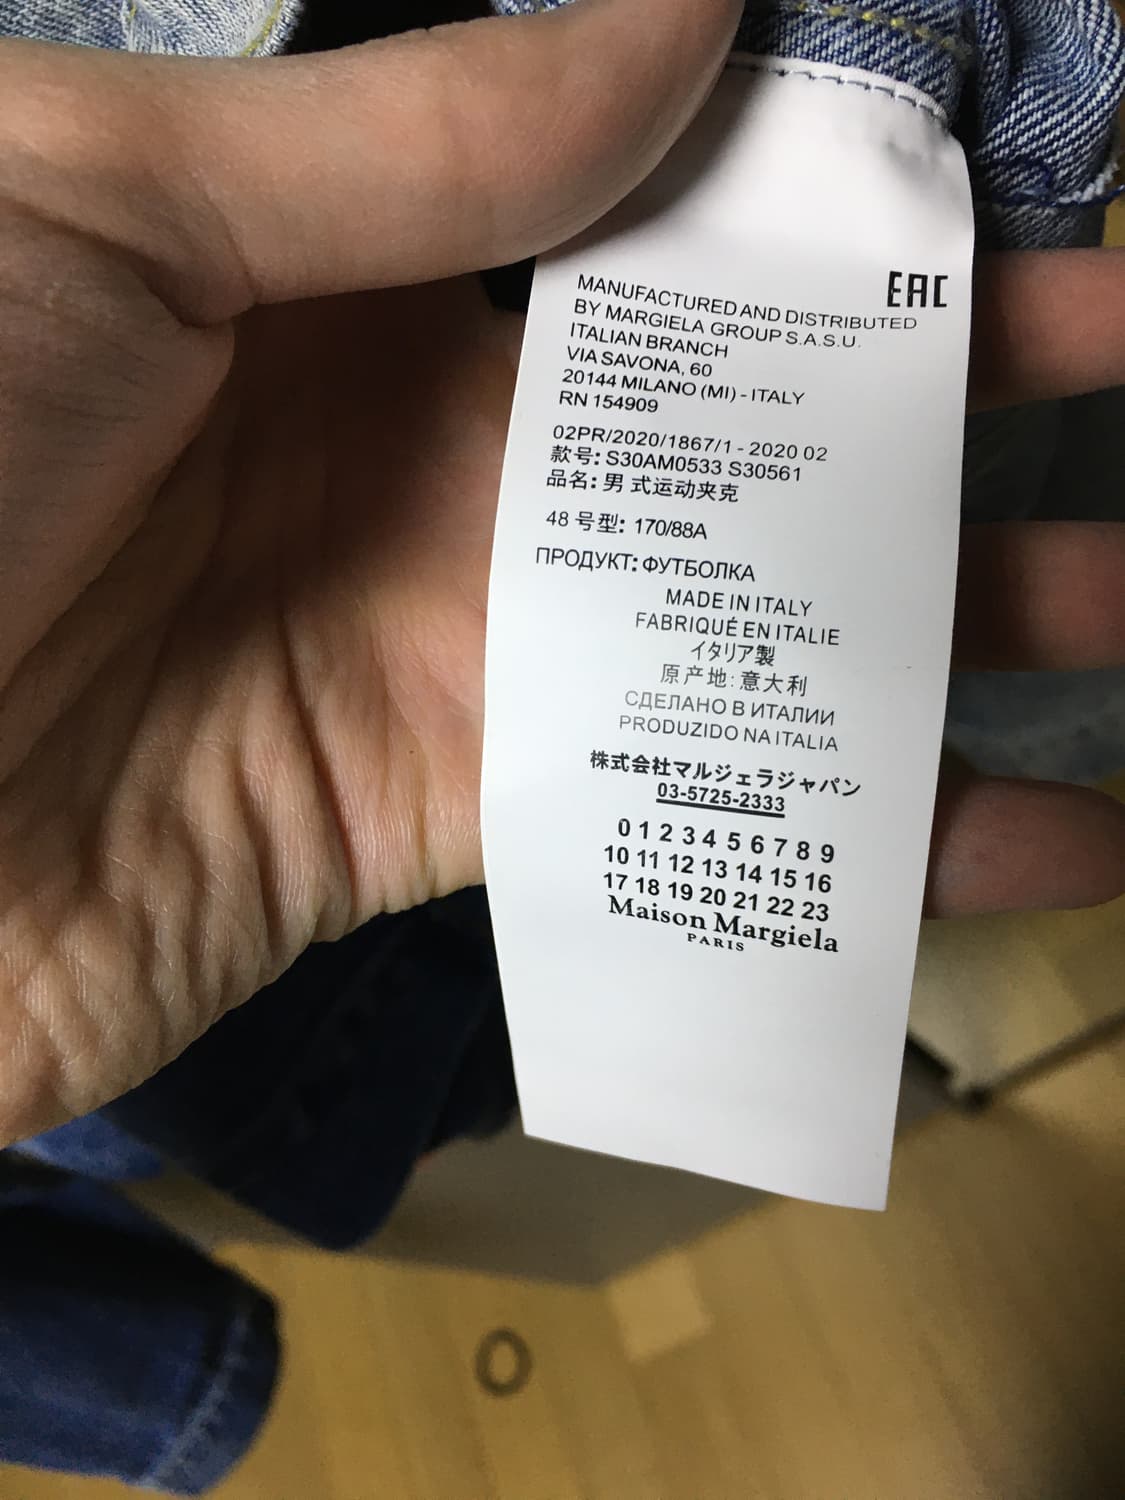 EAC
MANUFACTURED AND DISTRIBUTED
BY MARGIELA GROUP S.A.S.U.
ITALIAN BRANCH
VIA SAVONA, 60
20144 MILANO (MI) - ITALY
RN 154909
02PR/2020/1867/1 - 2020 02
款号: S30AM0533 S30561
品名: 男 式运动夹克
48 号型: 170/88A
ПРОДУКТ: ФУТБОЛКА
MADE IN ITALY
FABRIQUÉ EN ITALIE
イタリア製
原产地: 意大利
СДЕЛАНО В ИТАЛИИ
PRODUZIDO NA ITALIA
株式会社マルジェラジャパン
03-5725-2333
0 1 2 3 4 5 6 7 8 9
10 11 12 13 14 15 16
17 18 19 20 21 22 23
Maison Margiela
PARIS